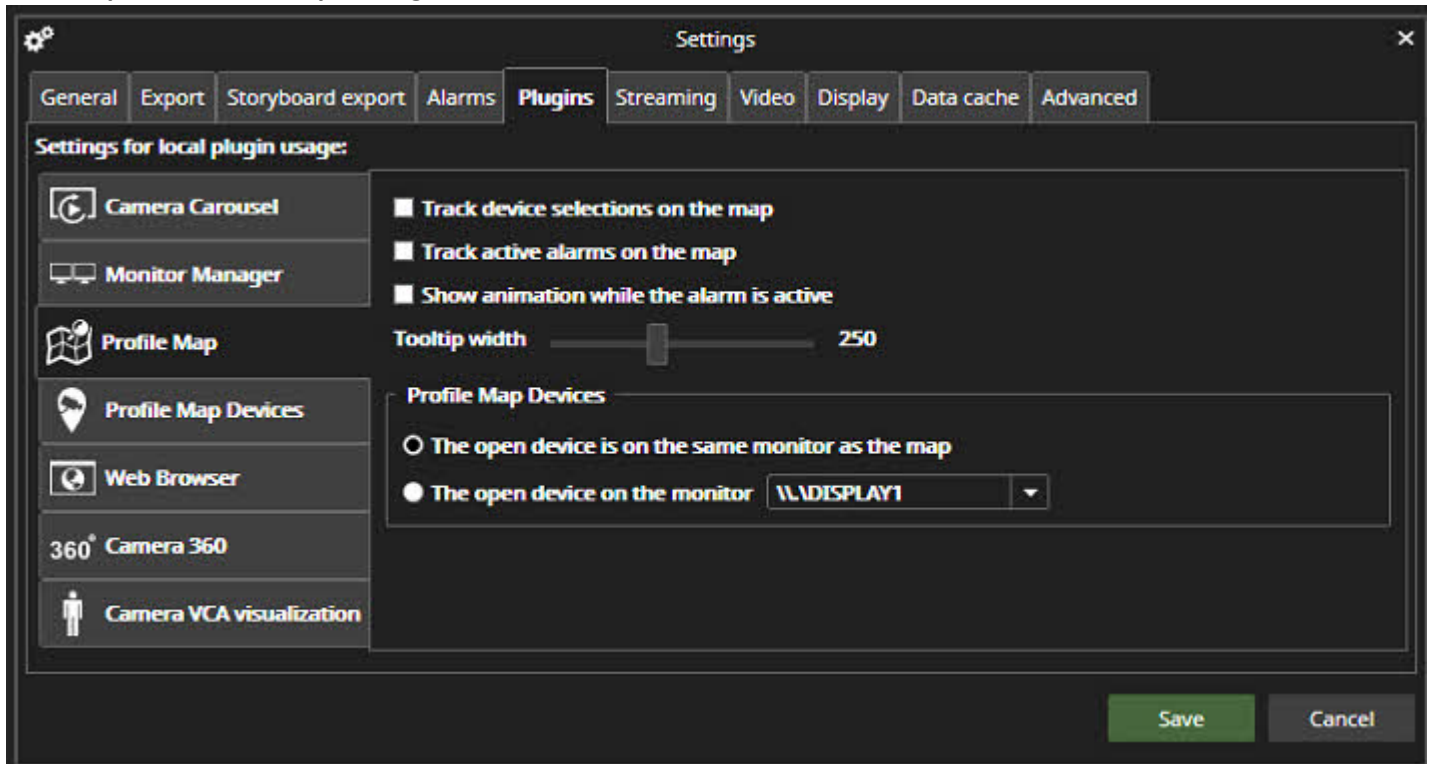 Settings
General Export Storyboard export Alarms Plugins Streaming Video Display Data cache Advanced
Settings for local plugin usage:
Camera Carousel
Monitor Manager
Profile Map
Profile Map Devices
Web Browser
360° Camera 360
Camera VCA visualization
Track device selections on the map
Track active alarms on the map
Show animation while the alarm is active
Tooltip width 250
Profile Map Devices
The open device is on the same monitor as the map
The open device on the monitor \\.\DISPLAY1
Save Cancel